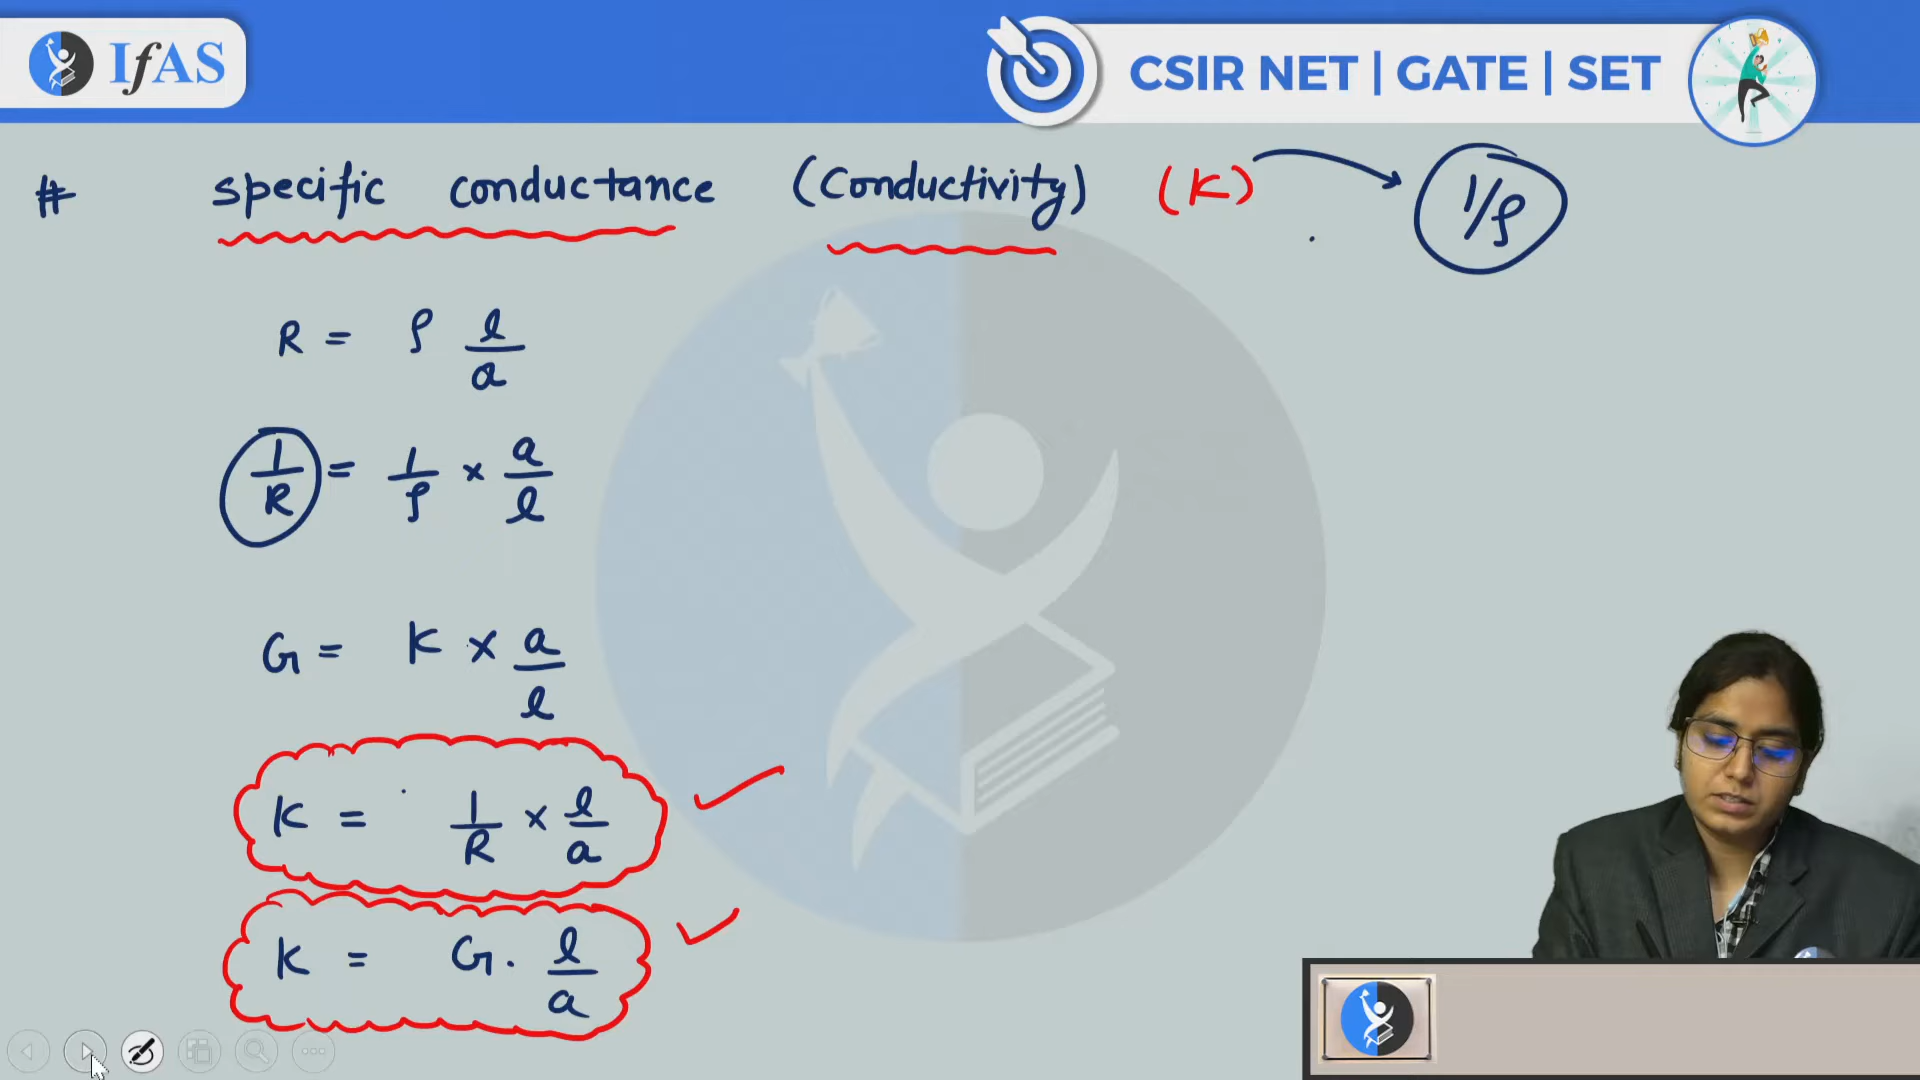 IfAS
CSIR NET | GATE | SET
# specific conductance (Conductivity) (K) 1/ρ
R = ρ l/a
1/R = 1/ρ × a/l
G = K × a/l
K = 1/R × l/a
K = G. l/a